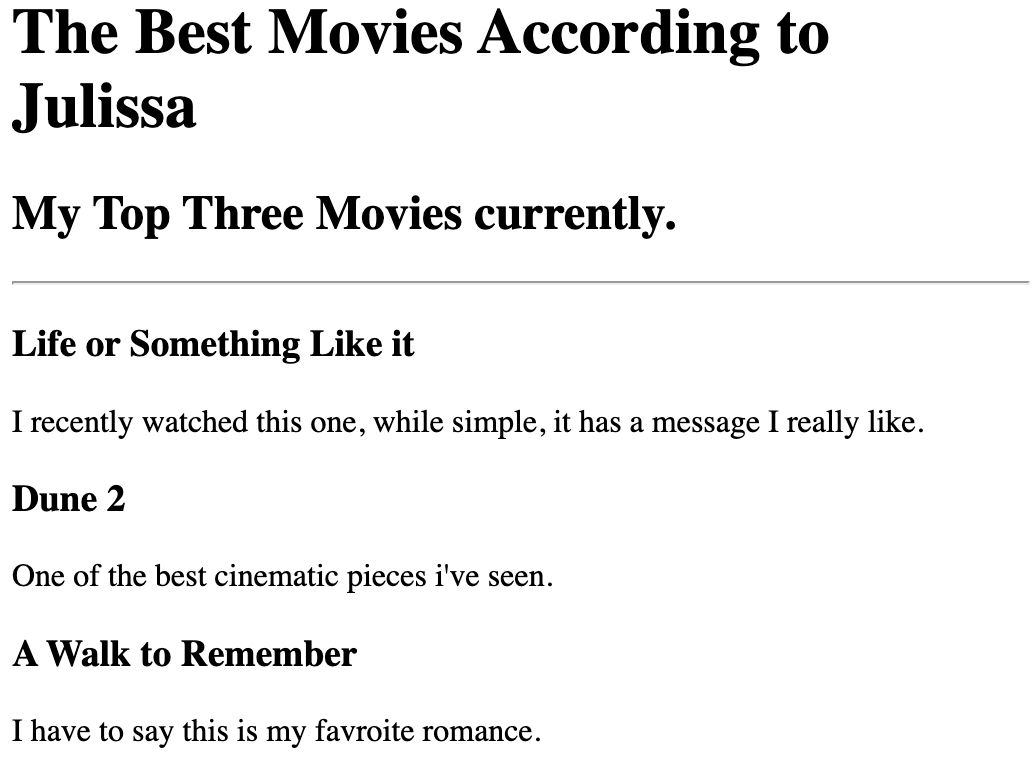 The Best Movies According to
Julissa
My Top Three Movies currently.
Life or Something Like it
I recently watched this one, while simple, it has a message I really like.
Dune 2
One of the best cinematic pieces i've seen.
A Walk to Remember
I have to say this is my favroite romance.